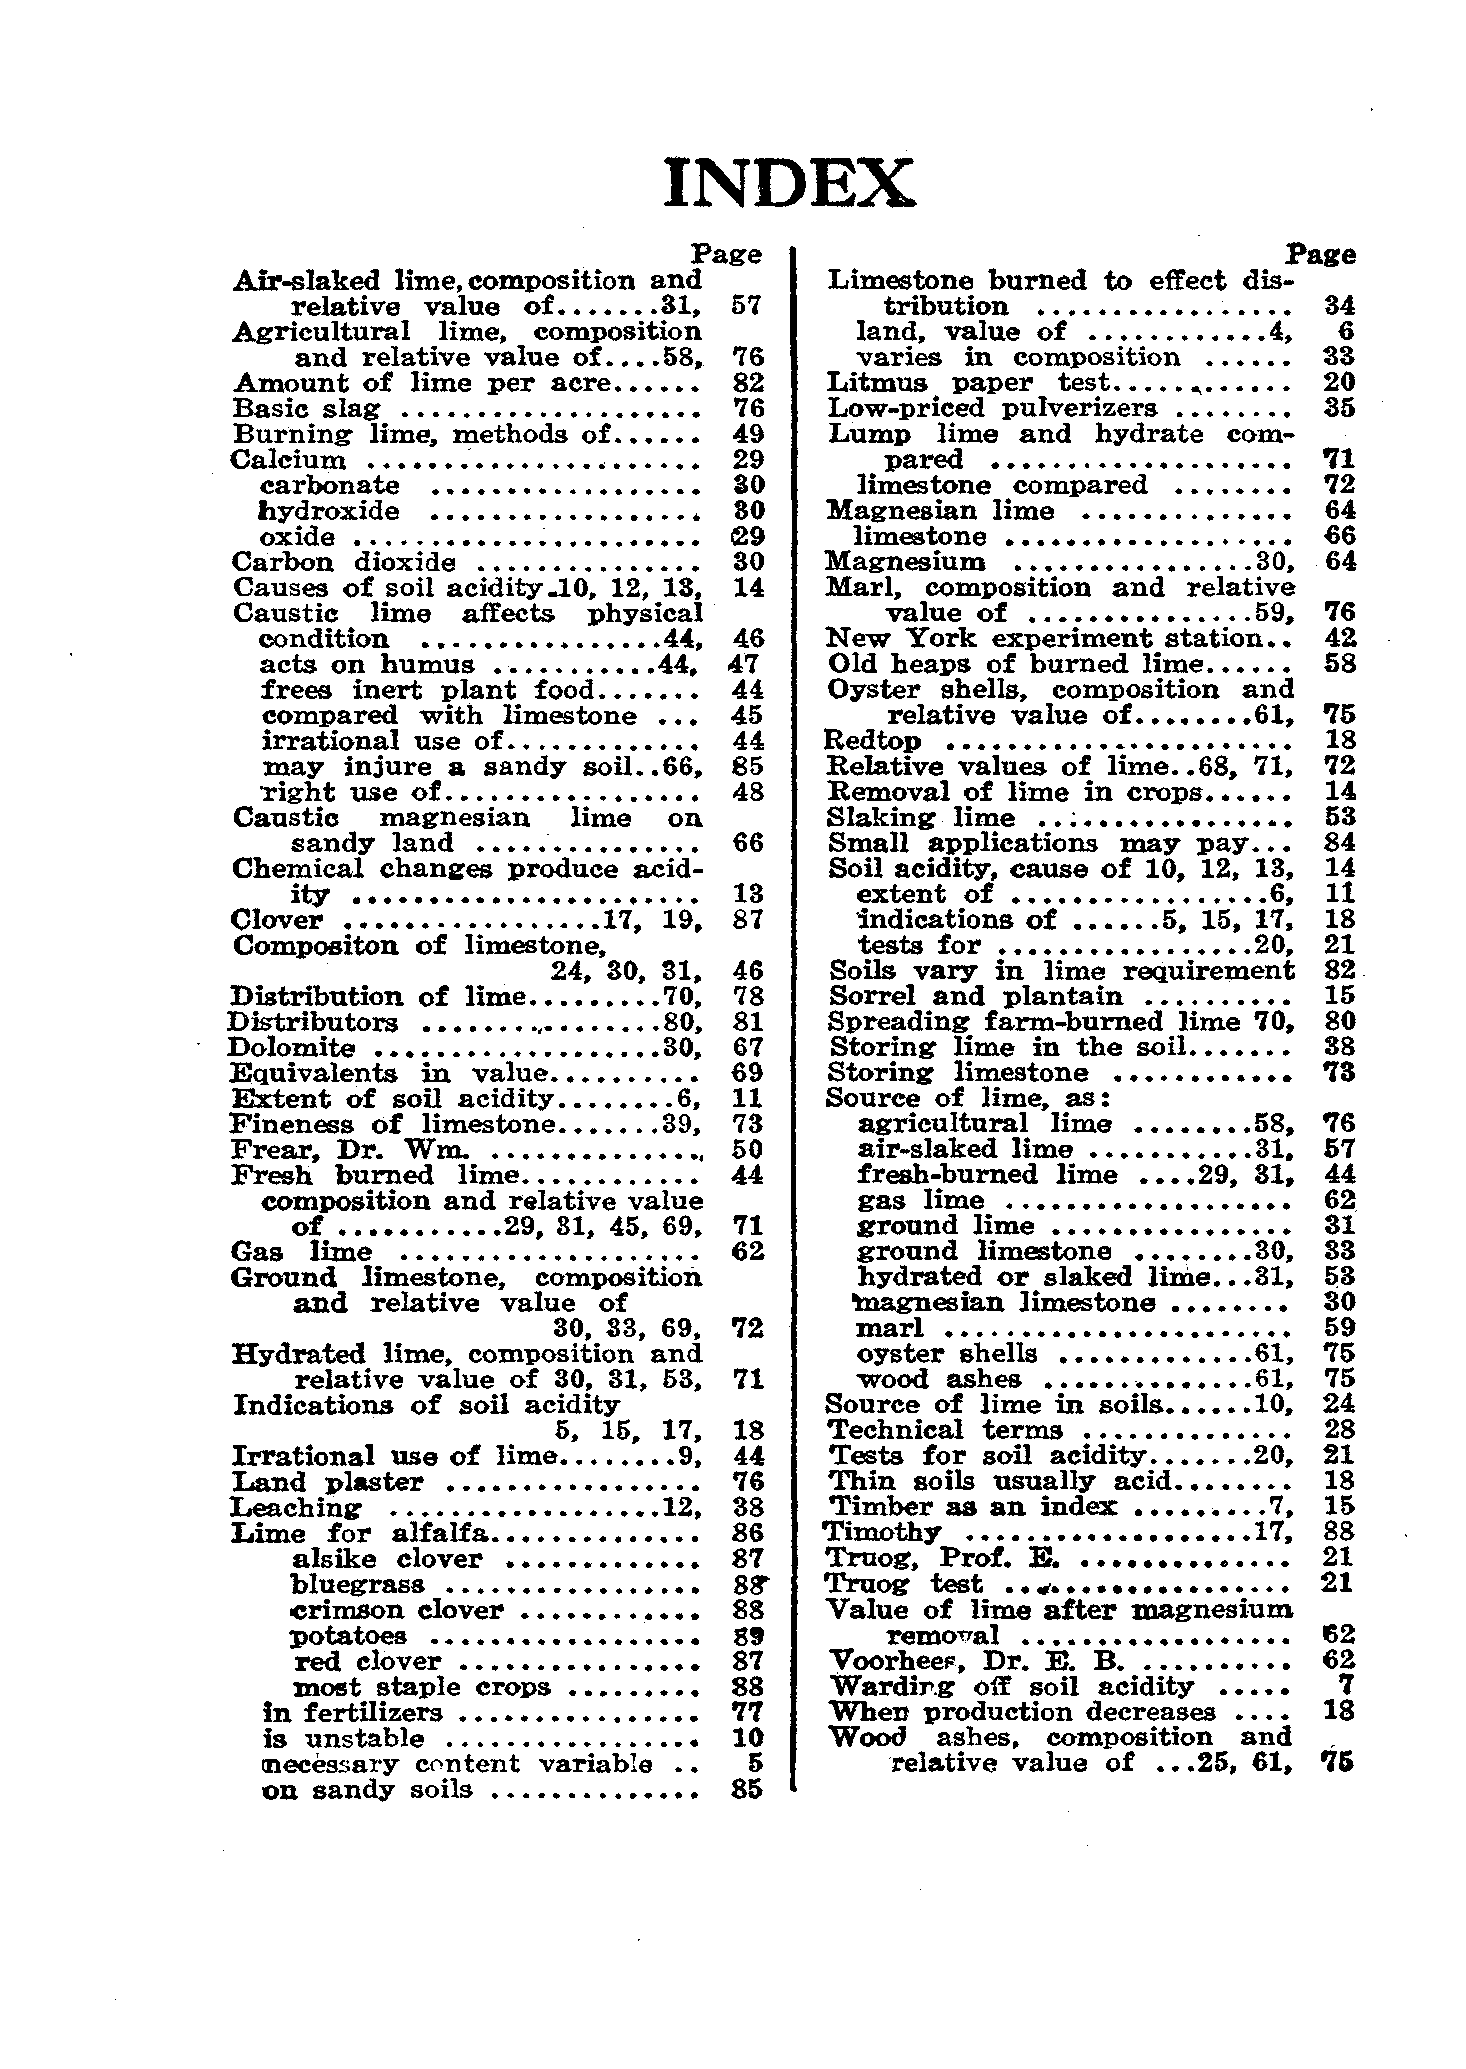 INDEX
Page
Air-slaked lime, composition and
relative value of.......31, 57
Agricultural lime, composition
and relative value of....58, 76
Amount of lime per acre...... 82
Basic slag .................... 76
Burning lime, methods of...... 49
Calcium ...................... 29
carbonate .................. 30
hydroxide .................. 30
oxide ....................... 29
Carbon dioxide ............... 30
Causes of soil acidity..10, 12, 13, 14
Caustic lime affects physical
condition ................44, 46
acts on humus ...........44, 47
frees inert plant food....... 44
compared with limestone ... 45
irrational use of............. 44
may injure a sandy soil..66, 85
right use of................. 48
Caustic magnesian lime on
sandy land ............... 66
Chemical changes produce acid-
ity ....................... 13
Clover .................17, 19, 87
Compositon of limestone,
24, 30, 31, 46
Distribution of lime.........70, 78
Distributors ................80, 81
Dolomite ...................30, 67
Equivalents in value.......... 69
Extent of soil acidity........6, 11
Fineness of limestone.......39, 73
Frear, Dr. Wm. .............. 50
Fresh burned lime............ 44
composition and relative value
of ...........29, 31, 45, 69, 71
Gas lime .................... 62
Ground limestone, composition
and relative value of
30, 33, 69, 72
Hydrated lime, composition and
relative value of 30, 31, 53, 71
Indications of soil acidity
5, 15, 17, 18
Irrational use of lime........9, 44
Land plaster ................. 76
Leaching ..................12, 38
Lime for alfalfa.............. 86
alsike clover ............. 87
bluegrass ................. 88
crimson clover ............ 88
potatoes .................. 89
red clover ................ 87
most staple crops ......... 88
in fertilizers ................ 77
is unstable ................. 10
necessary content variable .. 5
on sandy soils .............. 85
Page
Limestone burned to effect dis-
tribution ................. 34
land, value of ............4, 6
varies in composition ...... 33
Litmus paper test............ 20
Low-priced pulverizers ........ 35
Lump lime and hydrate com-
pared .................... 71
limestone compared ........ 72
Magnesian lime .............. 64
limestone ................... 66
Magnesium ................30, 64
Marl, composition and relative
value of ...............59, 76
New York experiment station.. 42
Old heaps of burned lime...... 58
Oyster shells, composition and
relative value of........61, 75
Redtop ....................... 18
Relative values of lime..68, 71, 72
Removal of lime in crops...... 14
Slaking lime ................. 53
Small applications may pay... 84
Soil acidity, cause of 10, 12, 13, 14
extent of .................6, 11
indications of ......5, 15, 17, 18
tests for .................20, 21
Soils vary in lime requirement 82
Sorrel and plantain .......... 15
Spreading farm-burned lime 70, 80
Storing lime in the soil....... 38
Storing limestone ............ 73
Source of lime, as:
agricultural lime ........58, 76
air-slaked lime ...........31, 57
fresh-burned lime ....29, 31, 44
gas lime ................... 62
ground lime ................ 31
ground limestone ........30, 33
hydrated or slaked lime...31, 53
magnesian limestone ........ 30
marl ....................... 59
oyster shells .............61, 75
wood ashes ..............61, 75
Source of lime in soils......10, 24
Technical terms .............. 28
Tests for soil acidity.......20, 21
Thin soils usually acid........ 18
Timber as an index .........7, 15
Timothy ...................17, 88
Truog, Prof. E. .............. 21
Truog test ................... 21
Value of lime after magnesium
removal .................. 62
Voorhees, Dr. E. B. .......... 62
Warding off soil acidity ..... 7
When production decreases .... 18
Wood ashes, composition and
relative value of ...25, 61, 75